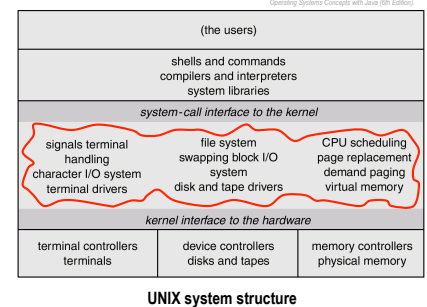 Operating Systems Concepts with Java (6th Edition)
(the users)
shells and commands
compilers and interpreters
system libraries
system-call interface to the kernel
signals terminal
handling
character I/O system
terminal drivers
file system
swapping block I/O
system
disk and tape drivers
CPU scheduling
page replacement
demand paging
virtual memory
kernel interface to the hardware
terminal controllers
terminals
device controllers
disks and tapes
memory controllers
physical memory
UNIX system structure